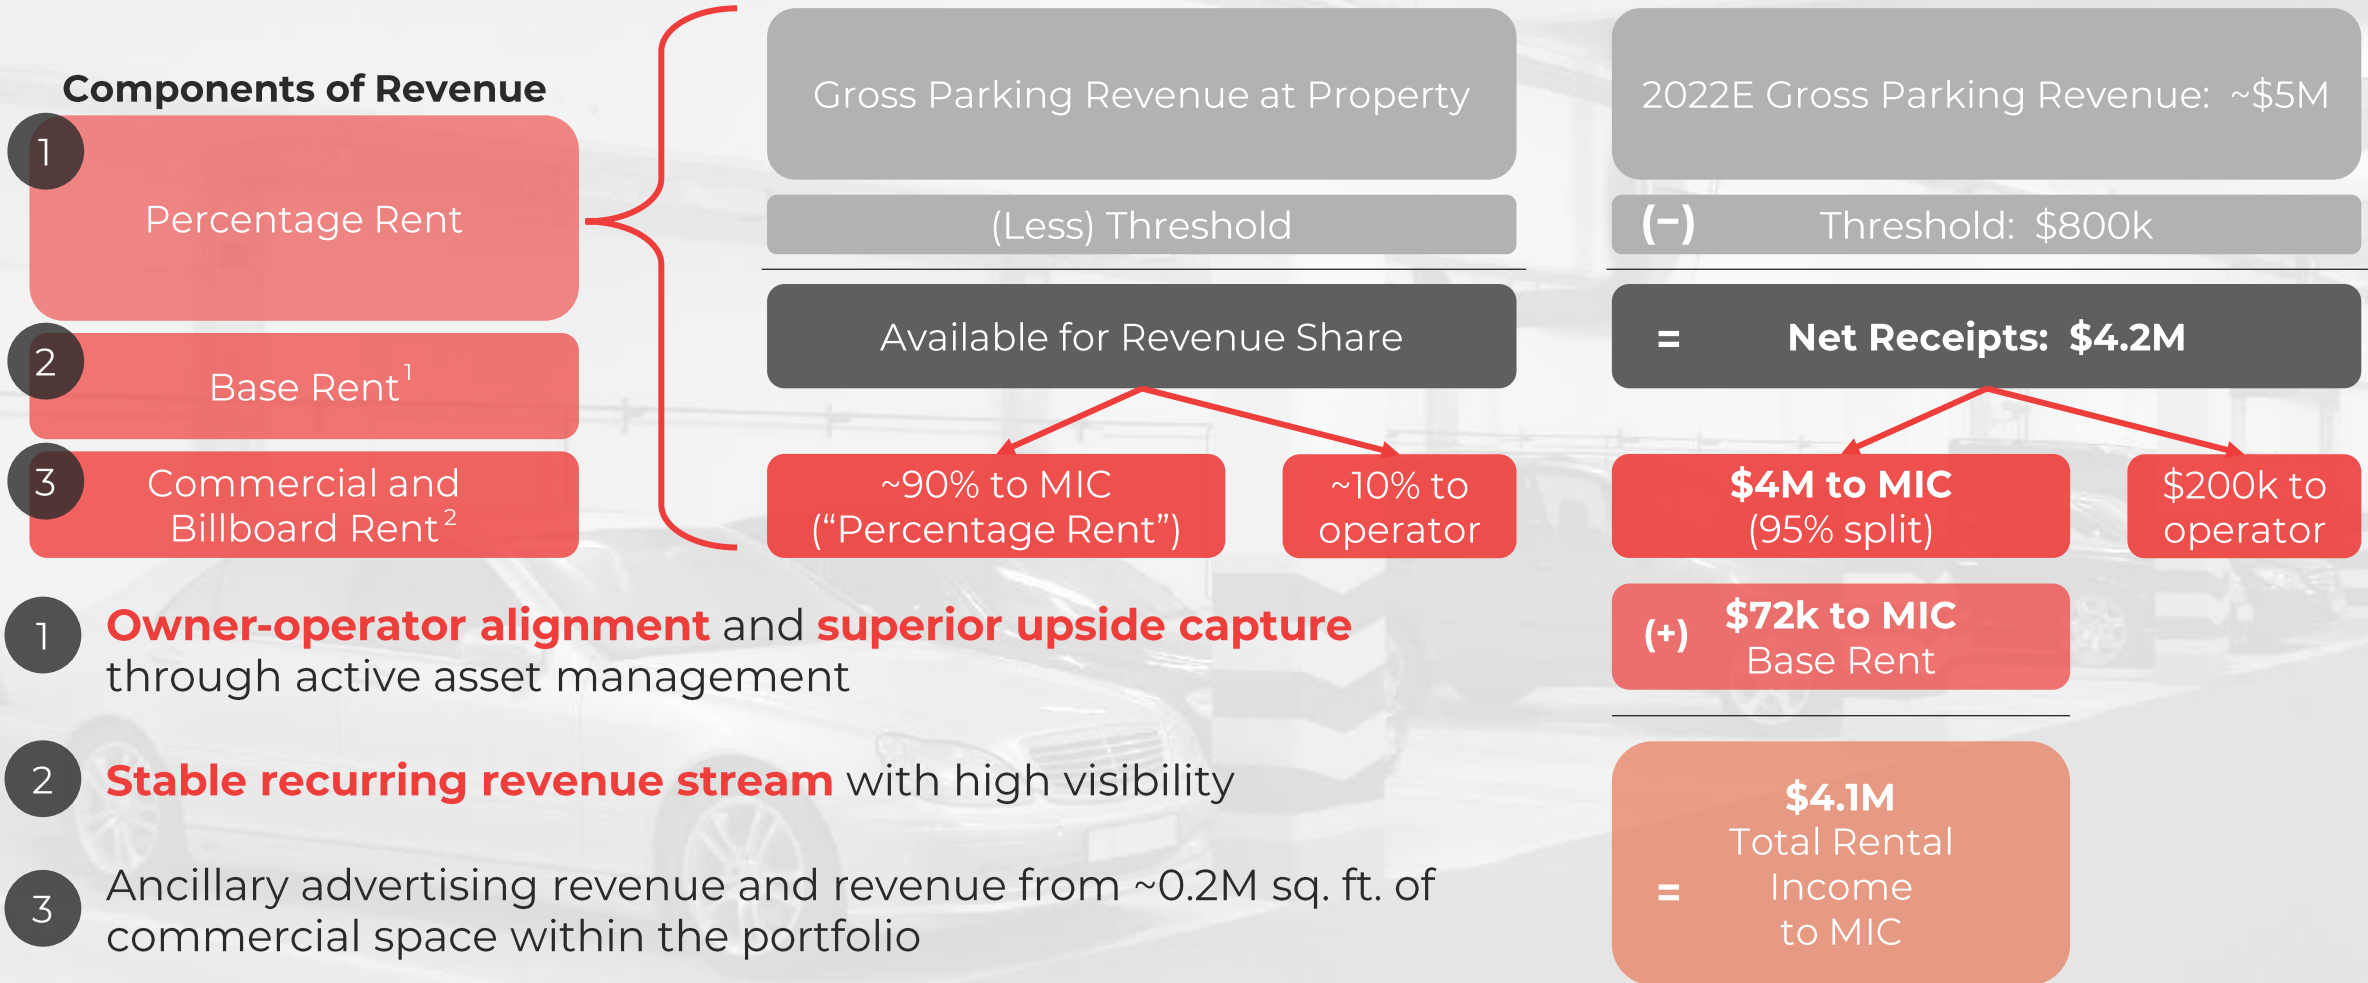 Components of Revenue
1
Percentage Rent
2
Base Rent1
3
Commercial and
Billboard Rent2
Gross Parking Revenue at Property
(Less) Threshold
Available for Revenue Share
~90% to MIC
(“Percentage Rent”)
~10% to
operator
2022E Gross Parking Revenue: ~$5M
(−) Threshold: $800k
= Net Receipts: $4.2M
$4M to MIC
(95% split)
$200k to
operator
(+) $72k to MIC
Base Rent
$4.1M
Total Rental
= Income
to MIC
1 Owner-operator alignment and superior upside capture
through active asset management
2 Stable recurring revenue stream with high visibility
3 Ancillary advertising revenue and revenue from ~0.2M sq. ft. of
commercial space within the portfolio